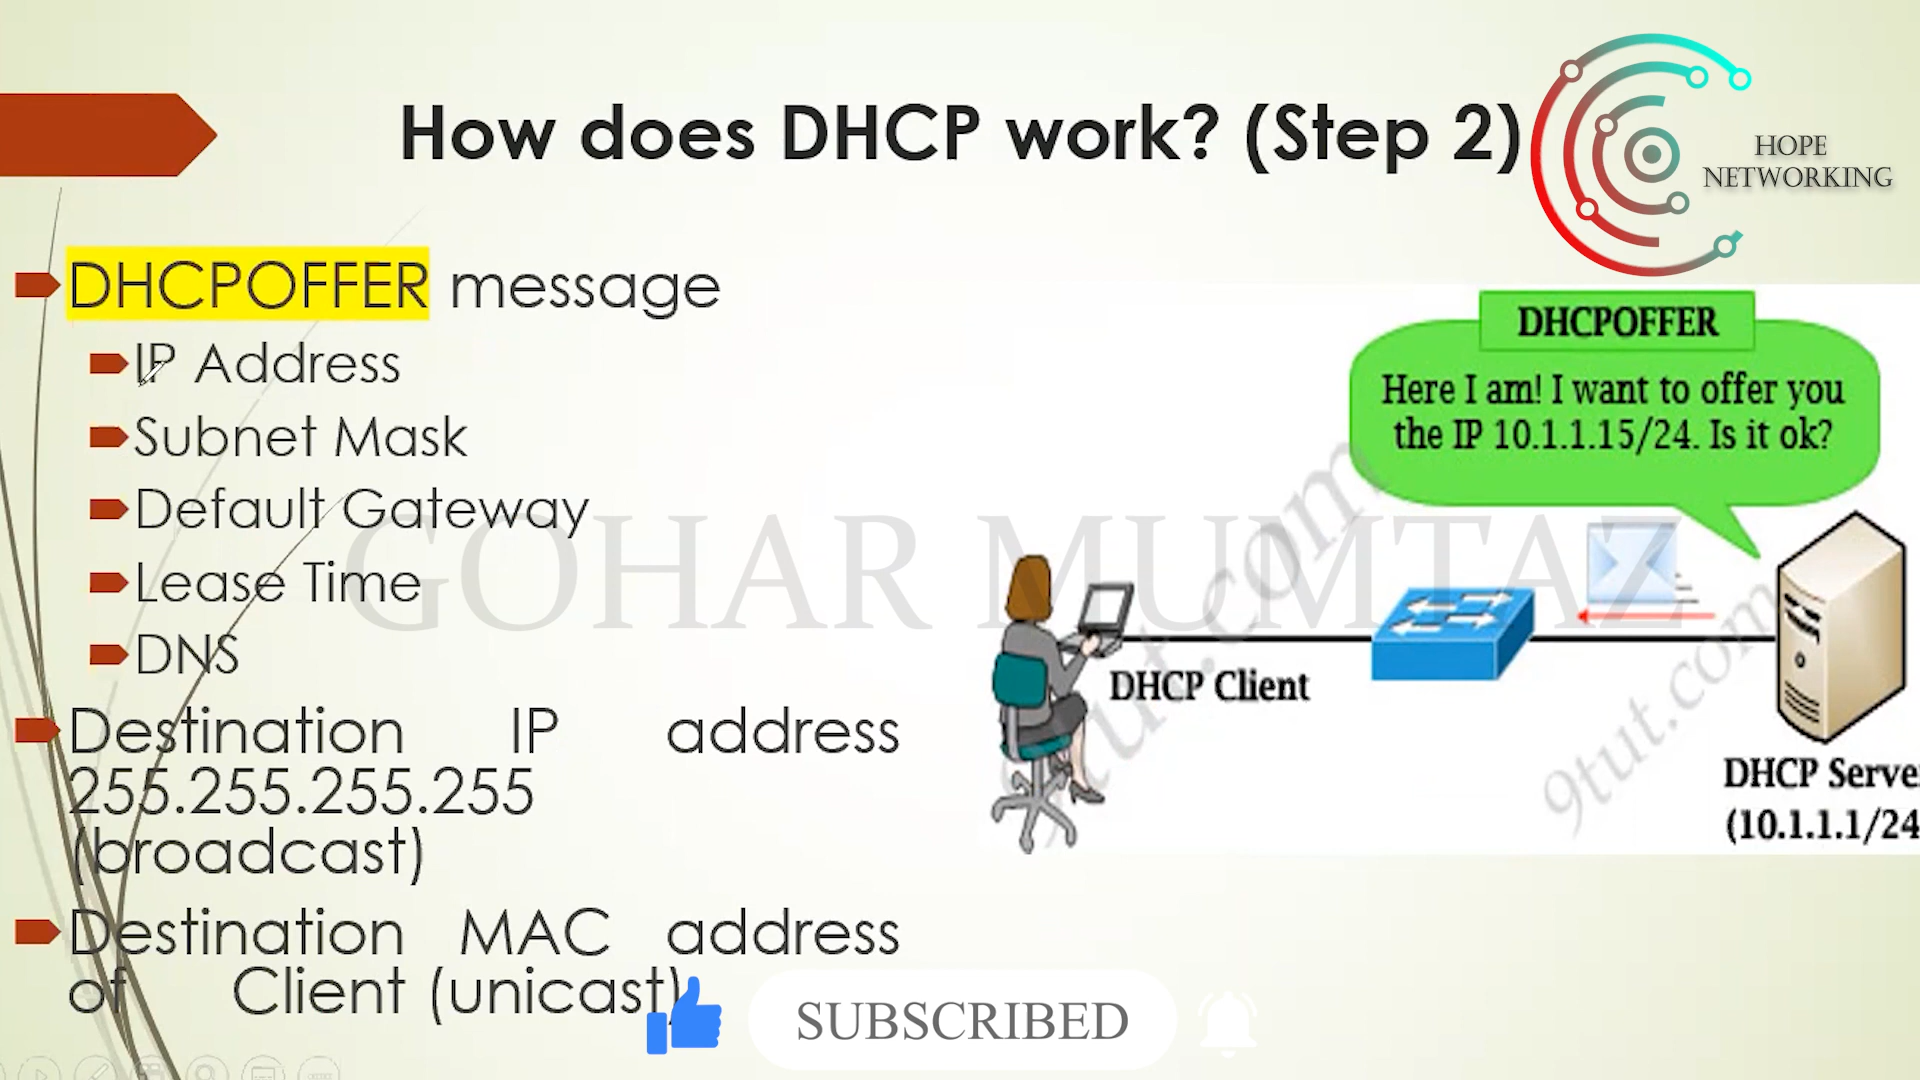 How does DHCP work? (Step 2)
HOPE
NETWORKING
DHCPOFFER message
IP Address
Subnet Mask
Default Gateway
Lease Time
DNS
Destination IP address
255.255.255.255
(broadcast)
Destination MAC address
of Client (unicast)
DHCPOFFER
Here I am! I want to offer you
the IP 10.1.1.15/24. Is it ok?
DHCP Client
DHCP Serve
(10.1.1.1/24
GOHAR MUMTAZ
9tut.com
9tut.com
SUBSCRIBED